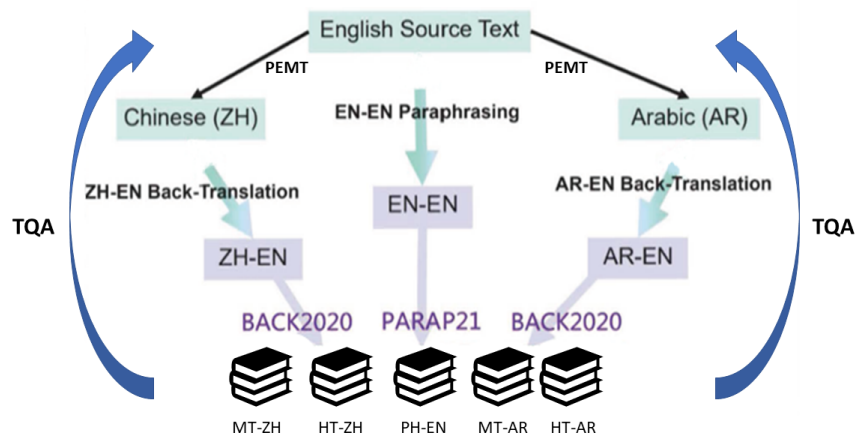 English Source Text
PEMT
PEMT
Chinese (ZH)
EN-EN Paraphrasing
Arabic (AR)
ZH-EN Back-Translation
AR-EN Back-Translation
EN-EN
TQA
TQA
ZH-EN
AR-EN
BACK2020 PARAP21 BACK2020
MT-ZH HT-ZH PH-EN MT-AR HT-AR